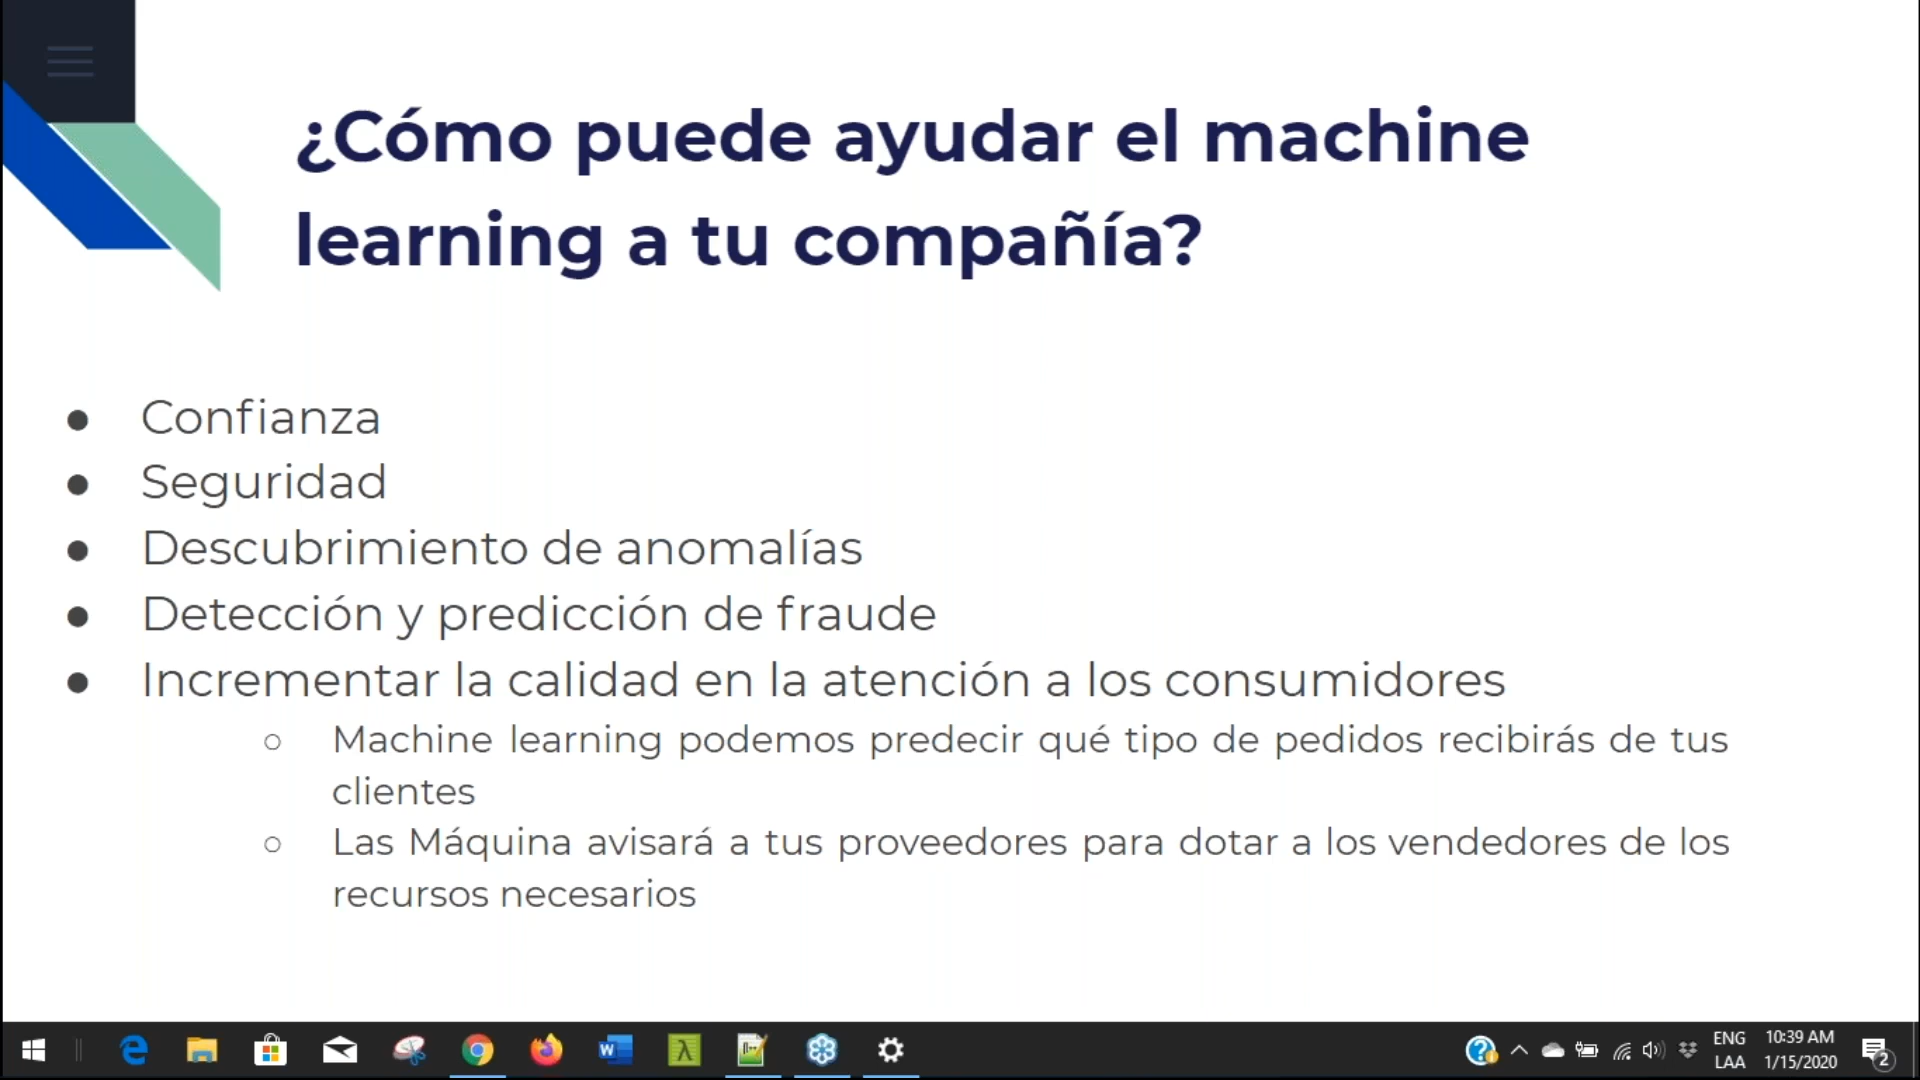 ¿Cómo puede ayudar el machine
learning a tu compañía?
● Confianza
● Seguridad
● Descubrimiento de anomalías
● Detección y predicción de fraude
● Incrementar la calidad en la atención a los consumidores
○ Machine learning podemos predecir qué tipo de pedidos recibirás de tus
clientes
○ Las Máquina avisará a tus proveedores para dotar a los vendedores de los
recursos necesarios
ENG 10:39 AM
LAA 1/15/2020
2